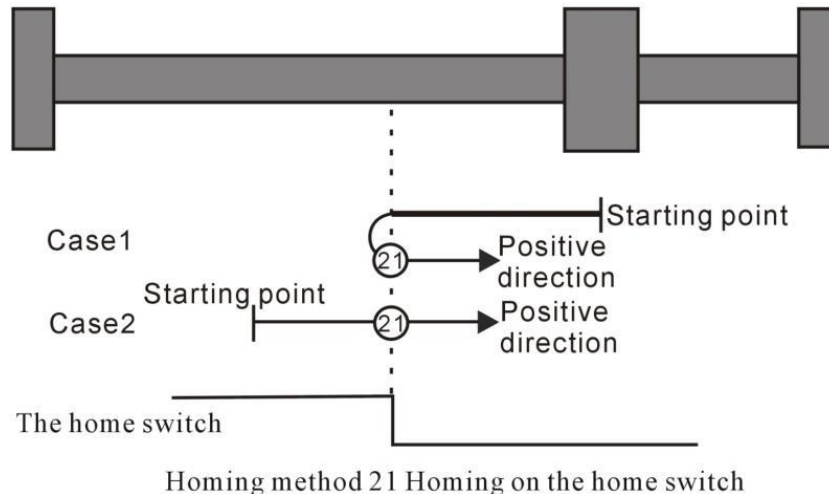 Starting point
Case1
21
Positive
direction
Starting point
Case2
21
Positive
direction
The home switch
Homing method 21 Homing on the home switch